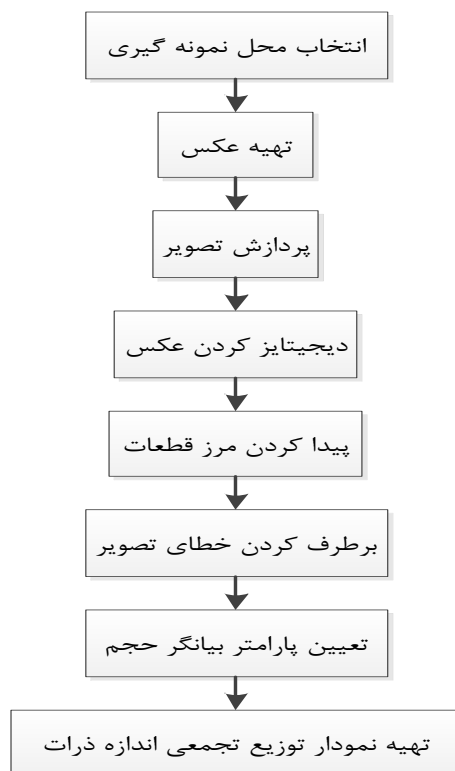 انتخاب محل نمونه گیری
تهیه عکس
پردازش تصویر
دیجیتایز کردن عکس
پیدا کردن مرز قطعات
برطرف کردن خطای تصویر
تعیین پارامتر بیانگر حجم
تهیه نمودار توزیع تجمعی اندازه ذرات